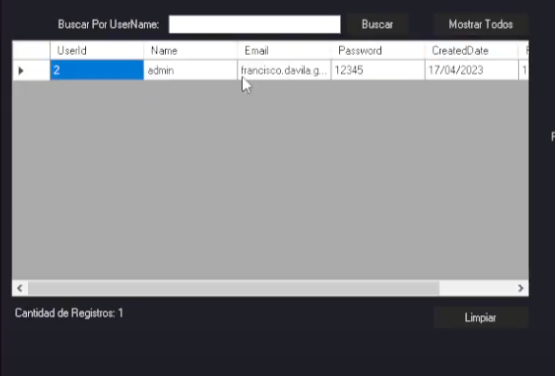 Buscar Por UserName: Buscar Mostrar Todos
UserId Name Email Password CreatedDate
2 admin francisco.davila.g... 12345 17/04/2023 1
Cantidad de Registros: 1
Limpiar